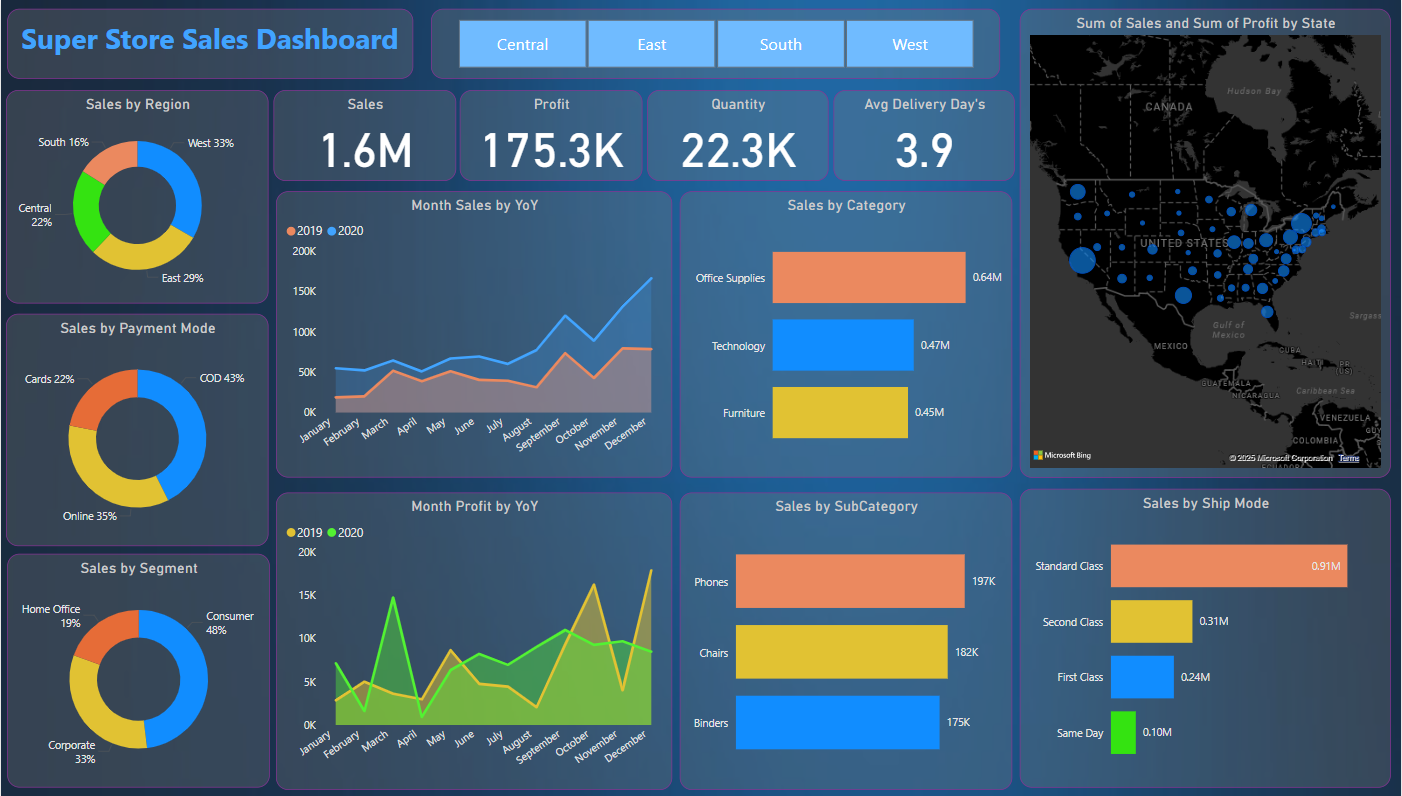 Super Store Sales Dashboard
Central
East
South
West
Sales by Region
South 16%
West 33%
Central
22%
East 29%
Sales
1.6M
Profit
175.3K
Quantity
22.3K
Avg Delivery Day's
3.9
Sum of Sales and Sum of Profit by State
CANADA
Hudson Bay
UNITED STATES
MEXICO
Gulf of
Mexico
CUBA
HAITI
PR
(US)
GUATEMALA
NICARAGUA
Caribbean Sea
VENEZUELA
COLOMBIA
Microsoft Bing
© 2025 Microsoft Corporation
Terms
Sales by Payment Mode
Cards 22%
COD 43%
Online 35%
Month Sales by YoY
2019
2020
200K
150K
100K
50K
0K
January
February
March
April
May
June
July
August
September
October
November
December
Sales by Category
Office Supplies
0.64M
Technology
0.47M
Furniture
0.45M
Sales by Segment
Home Office
19%
Consumer
48%
Corporate
33%
Month Profit by YoY
2019
2020
20K
15K
10K
5K
0K
January
February
March
April
May
June
July
August
September
October
November
December
Sales by SubCategory
Phones
197K
Chairs
182K
Binders
175K
Sales by Ship Mode
Standard Class
0.91M
Second Class
0.31M
First Class
0.24M
Same Day
0.10M